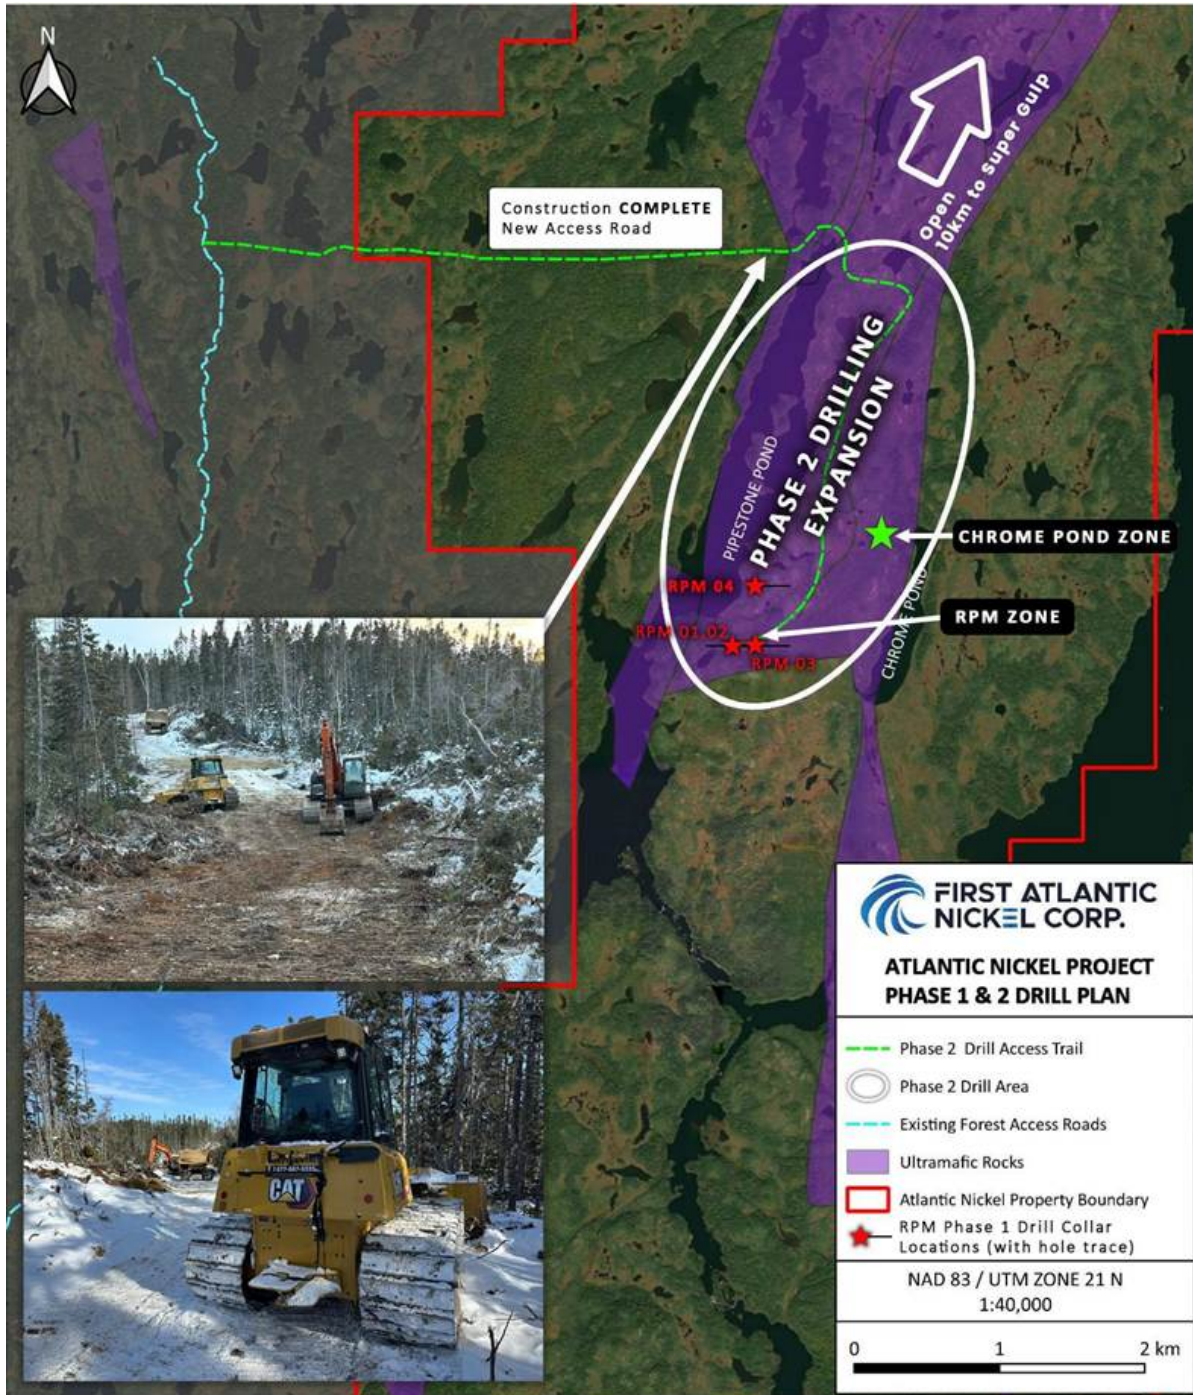 N
Open
10km to Super Gulp
Construction COMPLETE
New Access Road
PHASE 2 DRILLING
EXPANSION
PIPESTONE POND
CHROME POND ZONE
RPM 04
CHROME POND
RPM ZONE
RPM 01,02
RPM 03
CAT
FIRST ATLANTIC
NICKEL CORP.
ATLANTIC NICKEL PROJECT
PHASE 1 & 2 DRILL PLAN
Phase 2 Drill Access Trail
Phase 2 Drill Area
Existing Forest Access Roads
Ultramafic Rocks
Atlantic Nickel Property Boundary
RPM Phase 1 Drill Collar
Locations (with hole trace)
NAD 83 / UTM ZONE 21 N
1:40,000
0 1 2 km